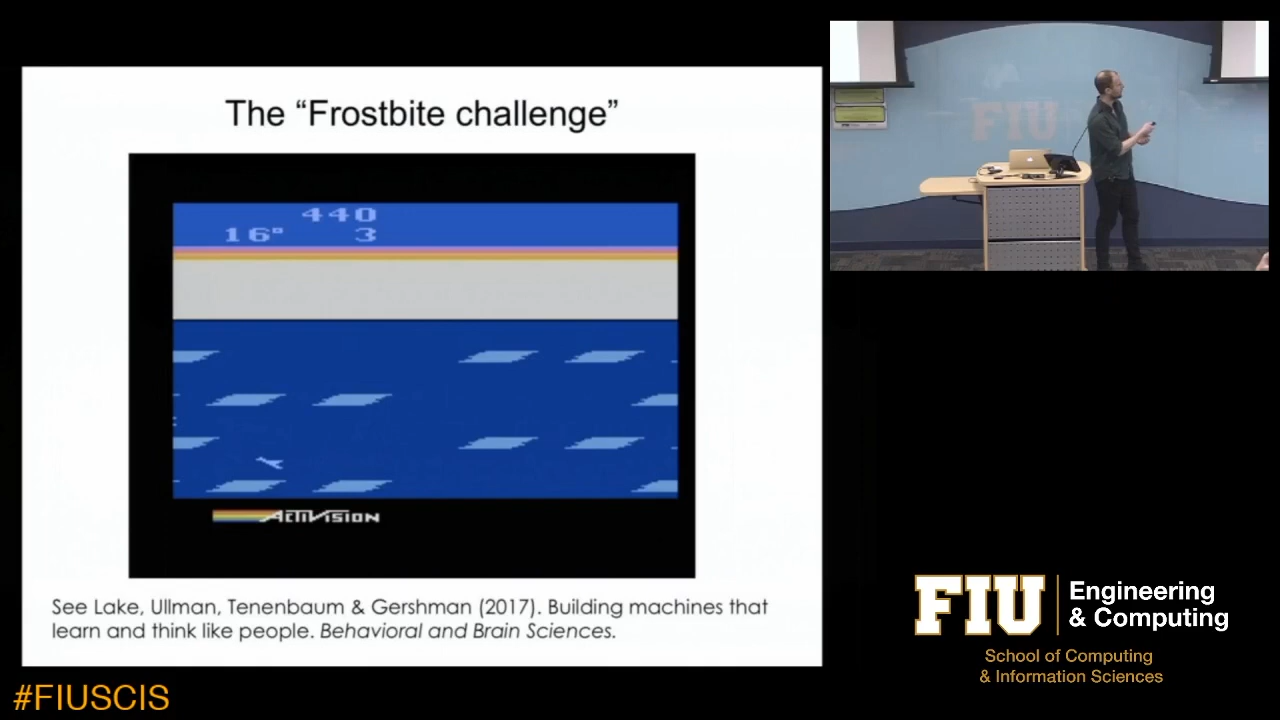 The “Frostbite challenge”
440
16° 3
ACTIVISION
See Lake, Ullman, Tenenbaum & Gershman (2017). Building machines that
learn and think like people. Behavioral and Brain Sciences.
FIU
FIU
Engineering
& Computing
School of Computing
& Information Sciences
#FIUSCIS